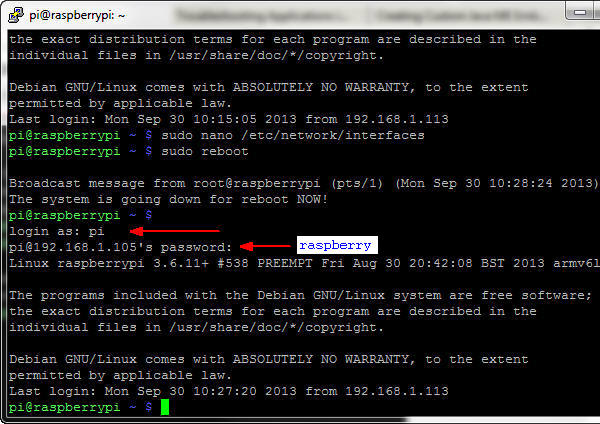 pi@raspberrypi: ~
the exact distribution terms for each program are described in the
individual files in /usr/share/doc/*/copyright.
Debian GNU/Linux comes with ABSOLUTELY NO WARRANTY, to the extent
permitted by applicable law.
Last login: Mon Sep 30 10:15:05 2013 from 192.168.1.113
pi@raspberrypi ~ $ sudo nano /etc/network/interfaces
pi@raspberrypi ~ $ sudo reboot
Broadcast message from root@raspberrypi (pts/1) (Mon Sep 30 10:28:24 2013)
The system is going down for reboot NOW!
pi@raspberrypi ~ $
login as: pi
pi@192.168.1.105's password: raspberry
Linux raspberrypi 3.6.11+ #538 PREEMPT Fri Aug 30 20:42:08 BST 2013 armv6l
The programs included with the Debian GNU/Linux system are free software;
the exact distribution terms for each program are described in the
individual files in /usr/share/doc/*/copyright.
Debian GNU/Linux comes with ABSOLUTELY NO WARRANTY, to the extent
permitted by applicable law.
Last login: Mon Sep 30 10:27:20 2013 from 192.168.1.113
pi@raspberrypi ~ $